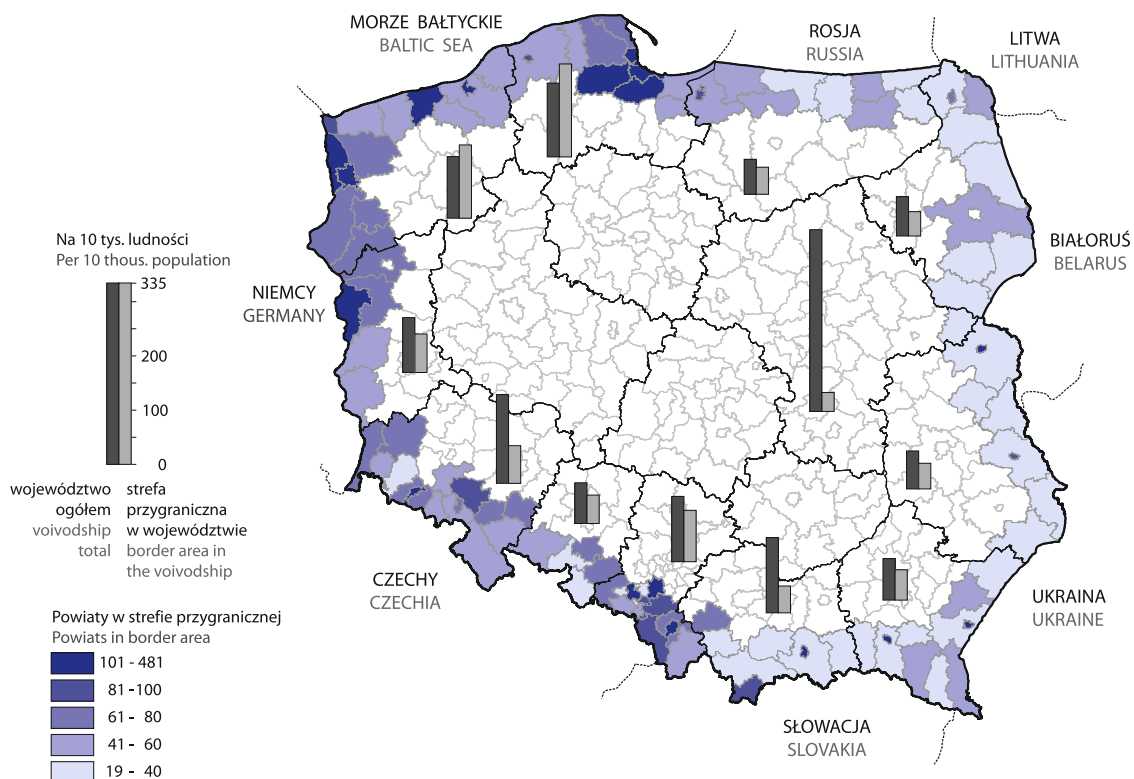 MORZE BAŁTYCKIE
BALTIC SEA
ROSJA
RUSSIA
LITWA
LITHUANIA
Na 10 tys. ludności
Per 10 thous. population
335
200
100
0
województwo
ogółem
voivodship
total
strefa
przygraniczna
w województwie
border area in
the voivodship
NIEMCY
GERMANY
BIAŁORUŚ
BELARUS
CZECHY
CZECHIA
UKRAINA
UKRAINE
SŁOWACJA
SLOVAKIA
Powiaty w strefie przygranicznej
Powiats in border area
101 - 481
81 - 100
61 - 80
41 - 60
19 - 40